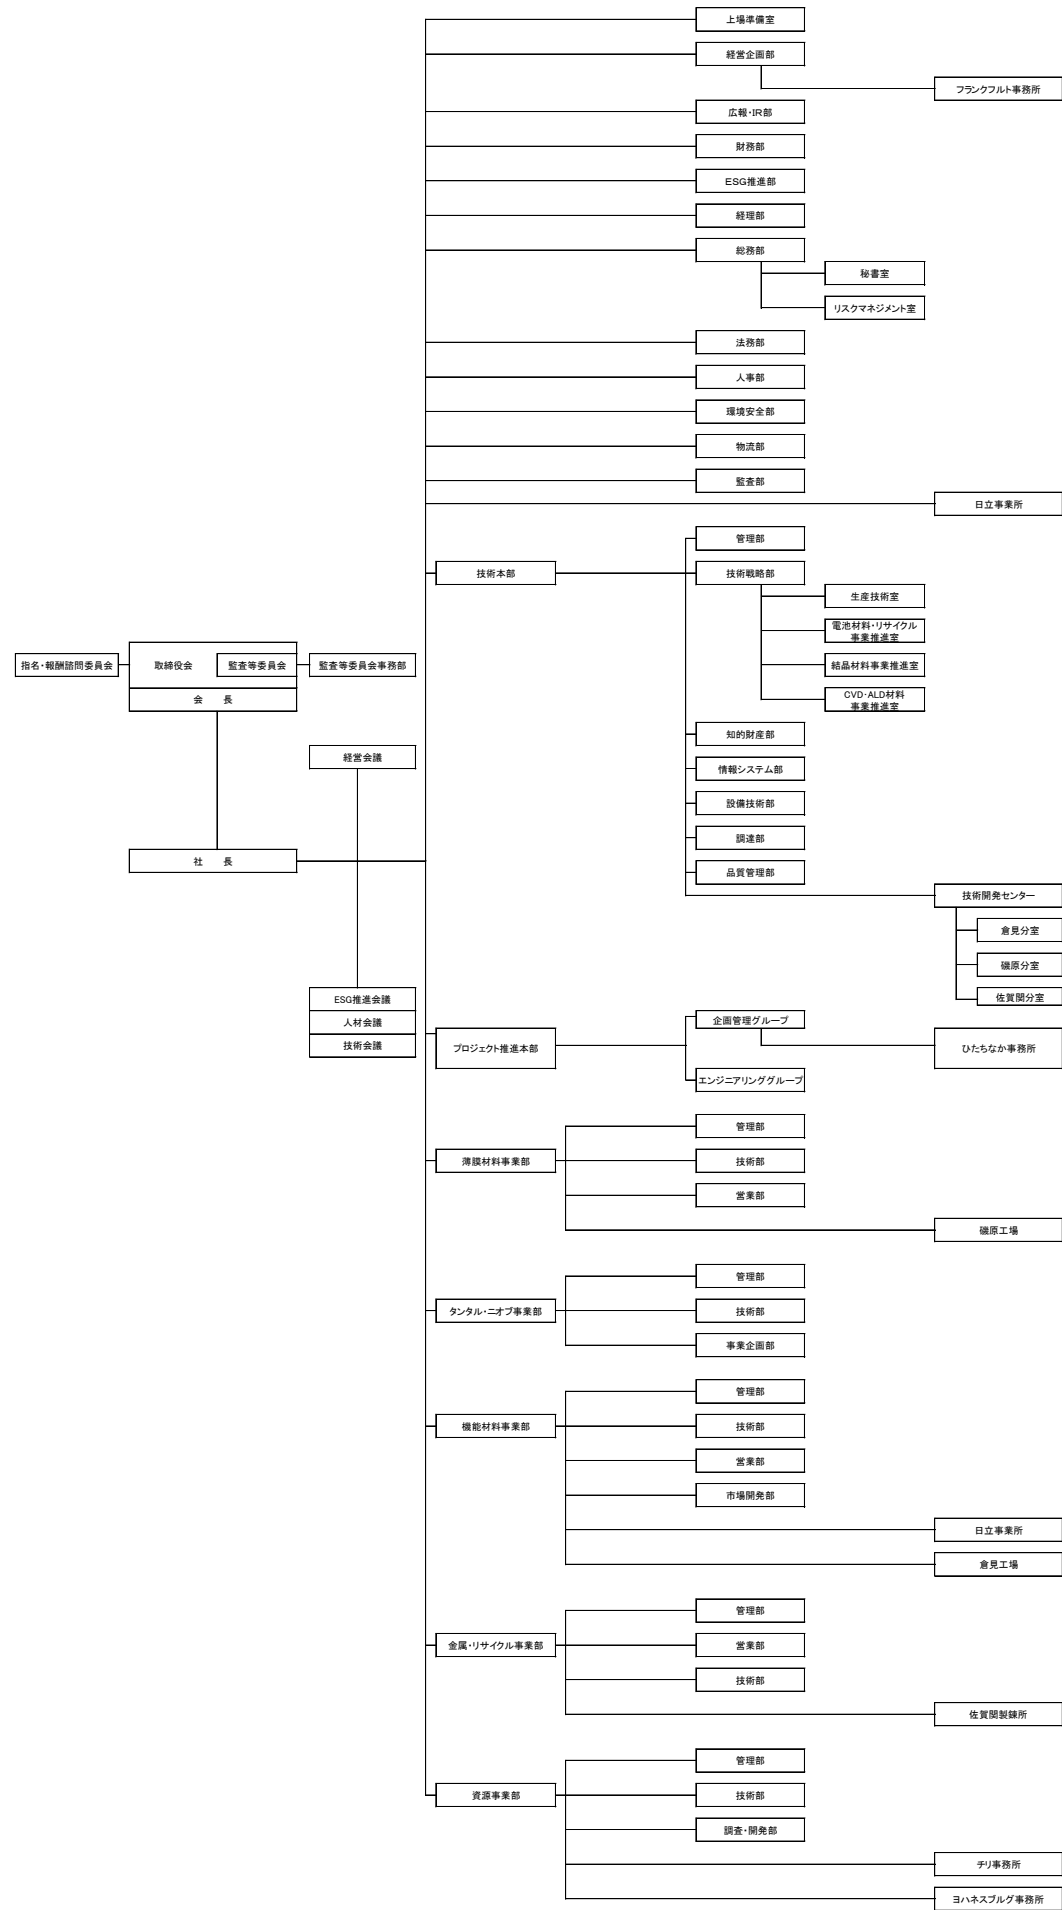 上場準備室
経営企画部
フランクフルト事務所
広報・IR部
財務部
ESG推進部
経理部
総務部
秘書室
リスクマネジメント室
法務部
人事部
環境安全部
物流部
監査部
日立事業所
管理部
技術本部
技術戦略部
生産技術室
電池材料・リサイクル
事業推進室
指名・報酬諮問委員会
取締役会
監査等委員会
監査等委員会事務部
結晶材料事業推進室
会　長
CVD・ALD材料
事業推進室
知的財産部
経営会議
情報システム部
設備技術部
調達部
社　長
品質管理部
技術開発センター
倉見分室
磯原分室
佐賀関分室
ESG推進会議
人材会議
技術会議
プロジェクト推進本部
企画管理グループ
ひたちなか事務所
エンジニアリンググループ
管理部
薄膜材料事業部
技術部
営業部
磯原工場
管理部
タンタル・ニオブ事業部
技術部
事業企画部
管理部
機能材料事業部
技術部
営業部
市場開発部
日立事業所
倉見工場
管理部
金属・リサイクル事業部
営業部
技術部
佐賀関製錬所
管理部
資源事業部
技術部
調査・開発部
チリ事務所
ヨハネスブルグ事務所